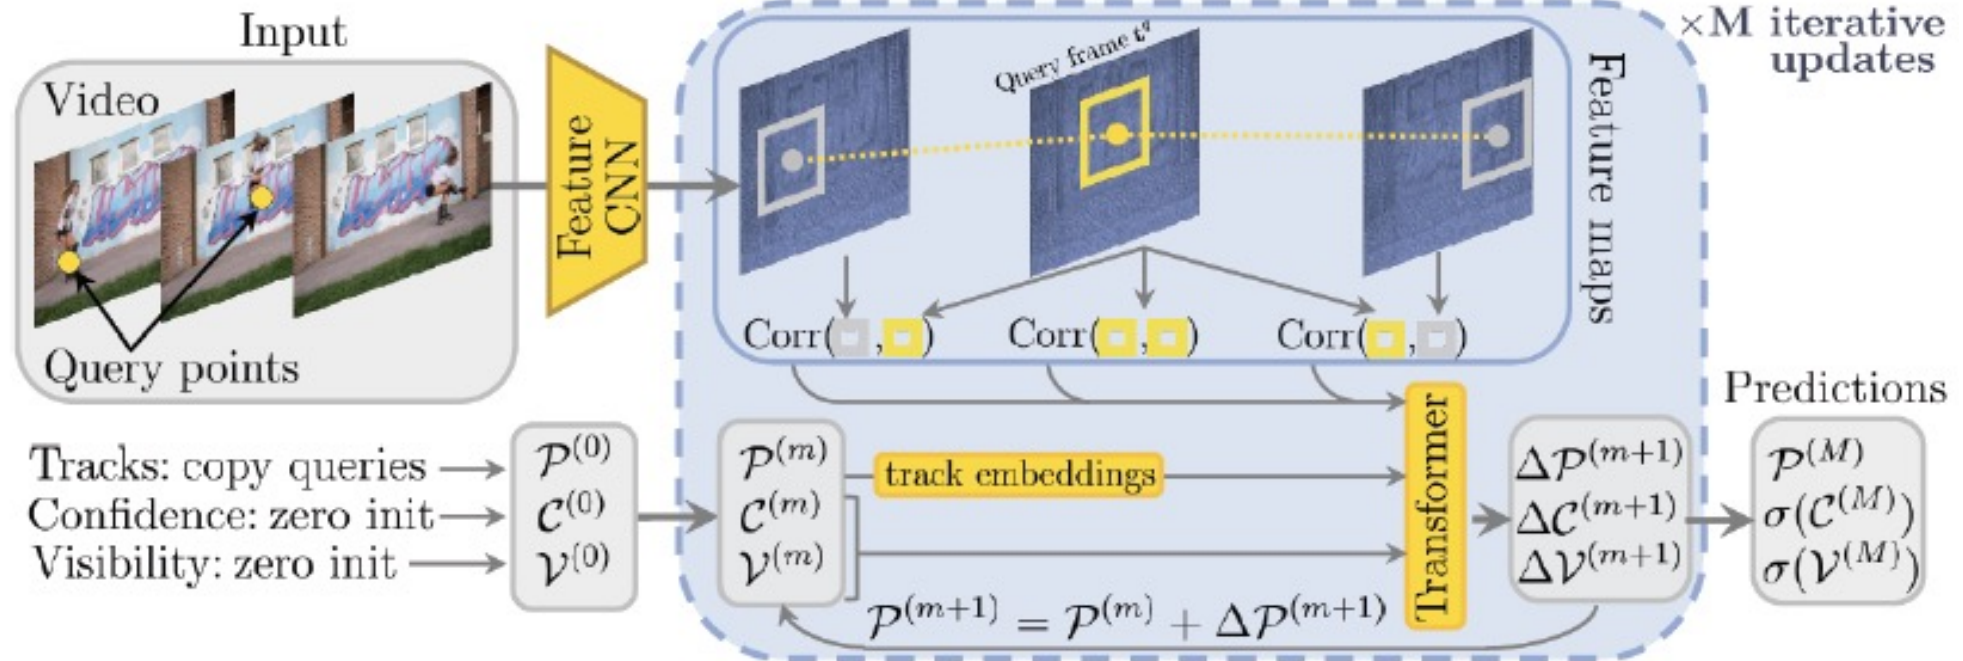 Input
Video
Query points
Feature CNN
Query frame t^q
Feature maps
×M iterative
updates
Corr( , )
Corr( , )
Corr( , )
Tracks: copy queries
Confidence: zero init
Visibility: zero init
𝒫^(0)
𝒞^(0)
𝒱^(0)
𝒫^(m)
𝒞^(m)
𝒱^(m)
track embeddings
Transformer
𝒫^(m+1) = 𝒫^(m) + Δ𝒫^(m+1)
Δ𝒫^(m+1)
Δ𝒞^(m+1)
Δ𝒱^(m+1)
Predictions
𝒫^(M)
σ(𝒞^(M))
σ(𝒱^(M))